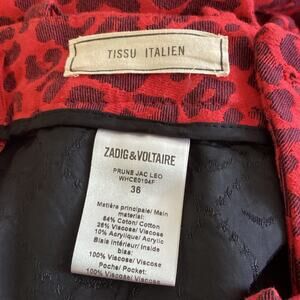 TISSU ITALIEN
ZADIG&VOLTAIRE
PRUNE JAC LEO
WHCE0104F
36
Matière principale/ Main
material:
64% Coton/ Cotton
26% Viscose/ Viscose
10% Acrylique/ Acrylic
Biais intérieur/ Inside
bias:
100% Viscose/ Viscose
Poche/ Pocket:
100% Viscose/ Viscose